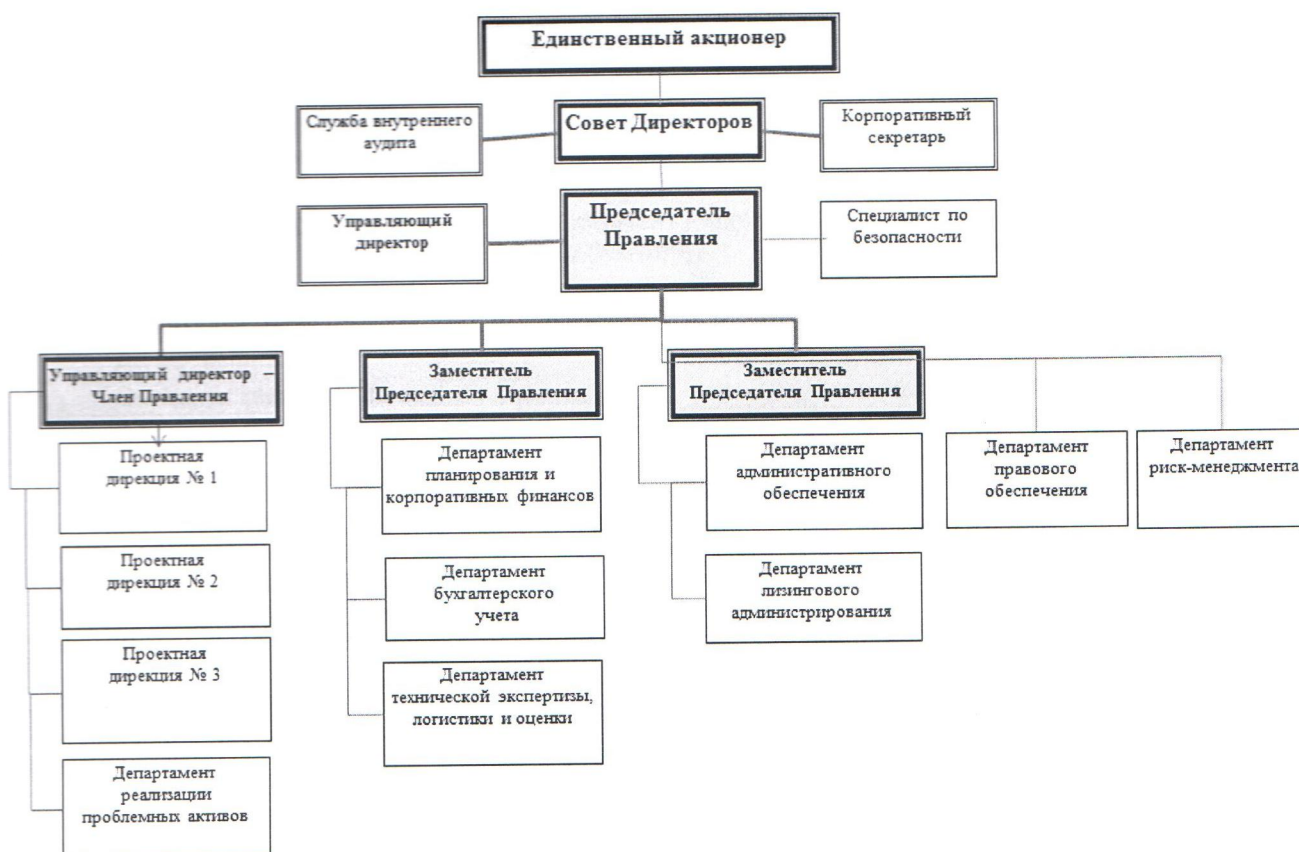 Единственный акционер
Служба внутреннего
аудита
Совет Директоров
Корпоративный
секретарь
Управляющий
директор
Председатель
Правления
Специалист по
безопасности
Управляющий директор –
Член Правления
Заместитель
Председателя Правления
Заместитель
Председателя Правления
Проектная
дирекция № 1
Проектная
дирекция № 2
Проектная
дирекция № 3
Департамент
реализации
проблемных активов
Департамент
планирования и
корпоративных финансов
Департамент
бухгалтерского
учета
Департамент
технической экспертизы,
логистики и оценки
Департамент
административного
обеспечения
Департамент
лизингового
администрирования
Департамент
правового
обеспечения
Департамент
риск-менеджмента